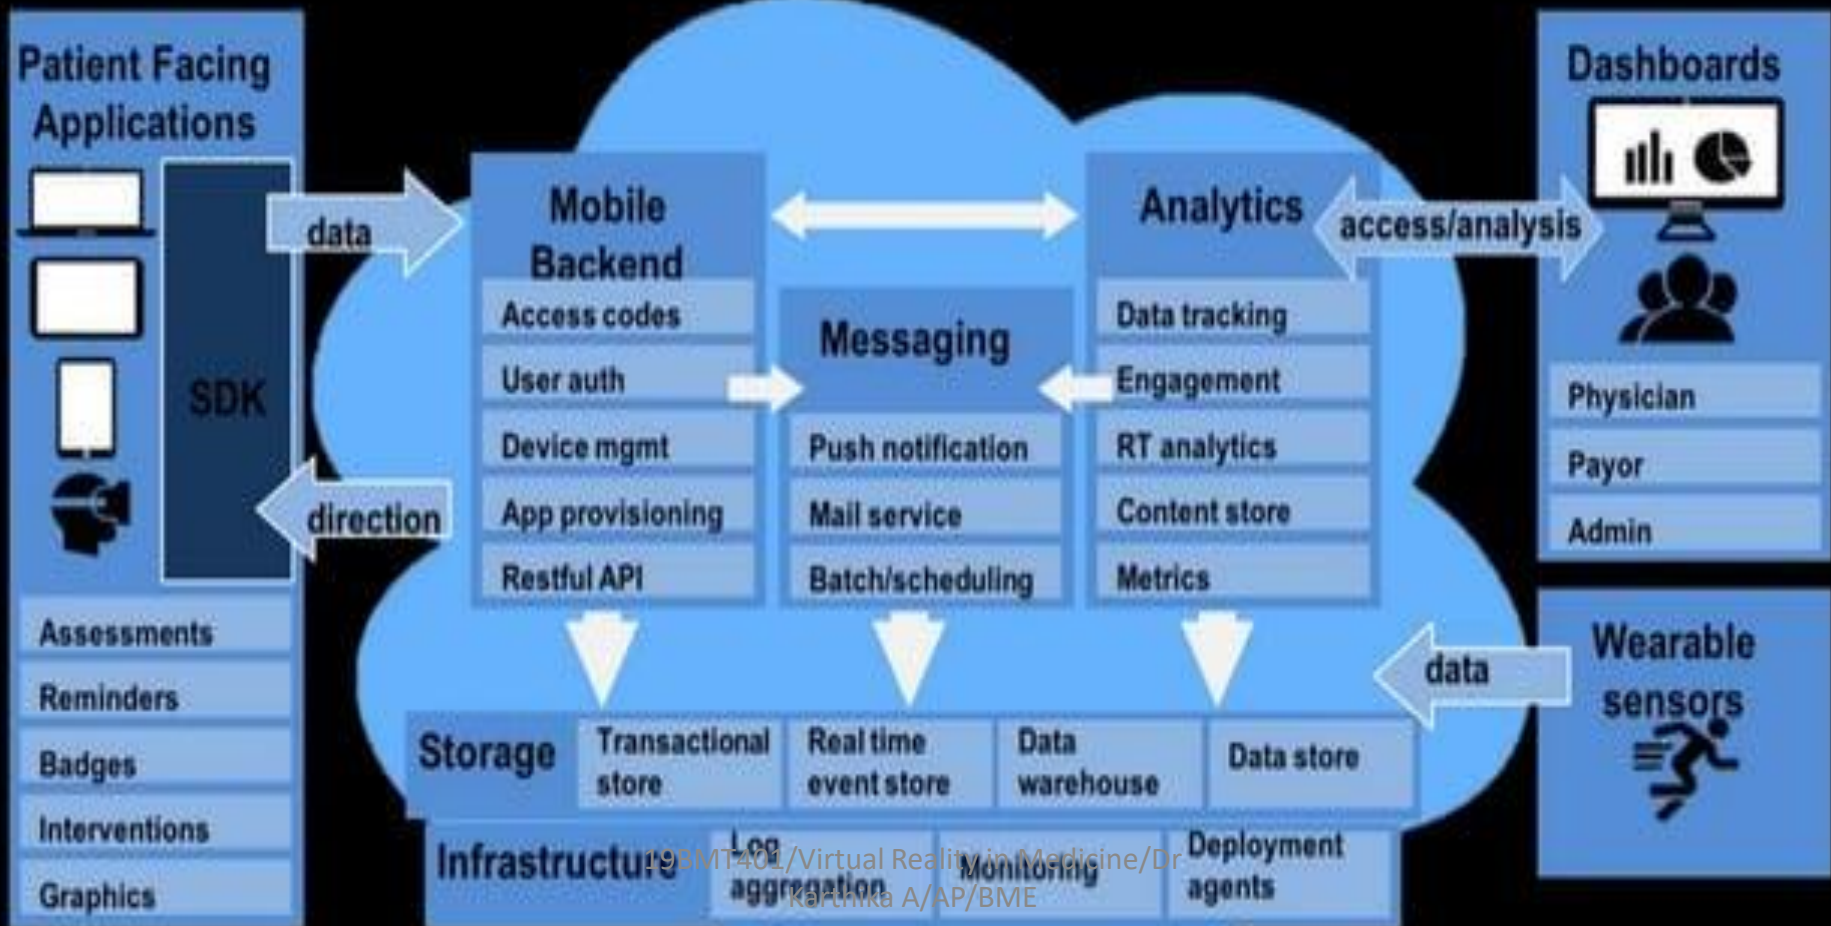 Patient Facing
Applications
SDK
Assessments
Reminders
Badges
Interventions
Graphics
data
direction
Mobile
Backend
Access codes
User auth
Device mgmt
App provisioning
Restful API
Messaging
Push notification
Mail service
Batch/scheduling
Analytics
Data tracking
Engagement
RT analytics
Content store
Metrics
access/analysis
Dashboards
Physician
Payor
Admin
data
Wearable
sensors
Storage
Transactional
store
Real time
event store
Data
warehouse
Data store
Infrastructure
Log
aggregation
Monitoring
Deployment
agents
19BMT401/Virtual Reality in Medicine/Dr
Karthika A/AP/BME